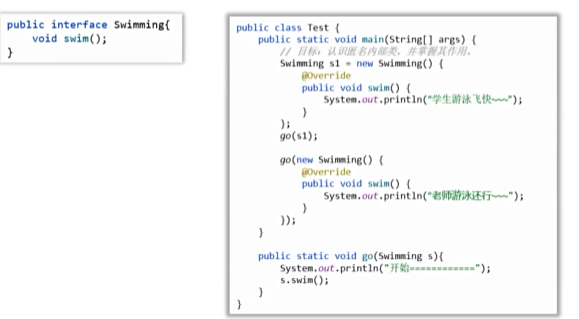 public interface Swimming{
    void swim();
}
public class Test {
    public static void main(String[] args) {
        // 目标：认识匿名内部类，并掌握其作用。
        Swimming s1 = new Swimming() {
            @Override
            public void swim() {
                System.out.println("学生游泳飞快~~~");
            }
        };
        go(s1);

        go(new Swimming() {
            @Override
            public void swim() {
                System.out.println("老师游泳还行~~~");
            }
        });
    }

    public static void go(Swimming s){
        System.out.println("开始============");
        s.swim();
    }
}